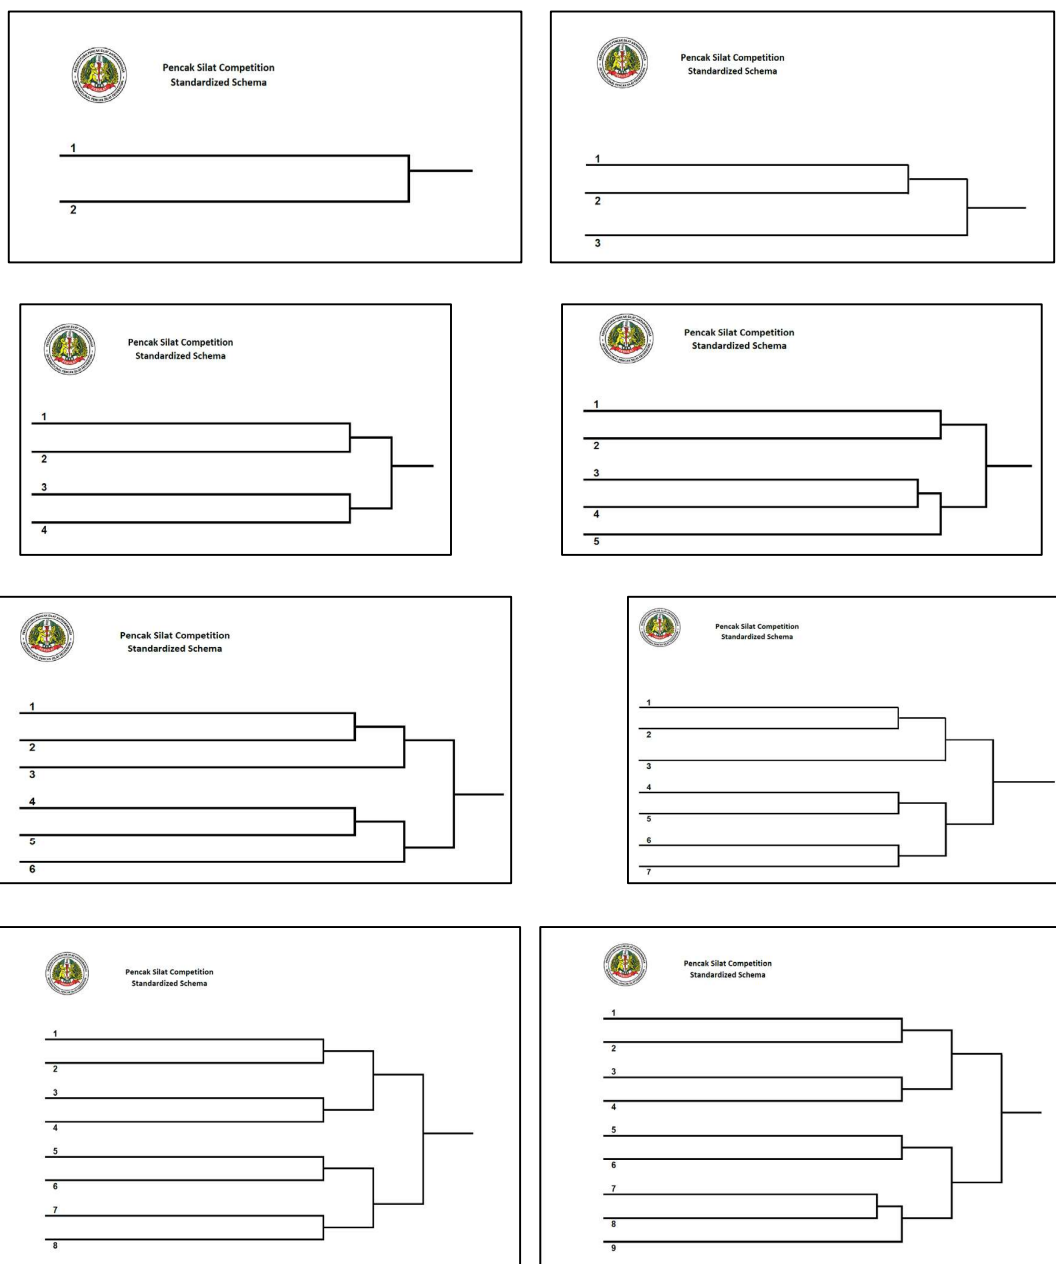 Pencak Silat Competition
Standardized Schema
1
2
Pencak Silat Competition
Standardized Schema
1
2
3
Pencak Silat Competition
Standardized Schema
1
2
3
4
Pencak Silat Competition
Standardized Schema
1
2
3
4
5
Pencak Silat Competition
Standardized Schema
1
2
3
4
5
6
Pencak Silat Competition
Standardized Schema
1
2
3
4
5
6
7
Pencak Silat Competition
Standardized Schema
1
2
3
4
5
6
7
8
Pencak Silat Competition
Standardized Schema
1
2
3
4
5
6
7
8
9